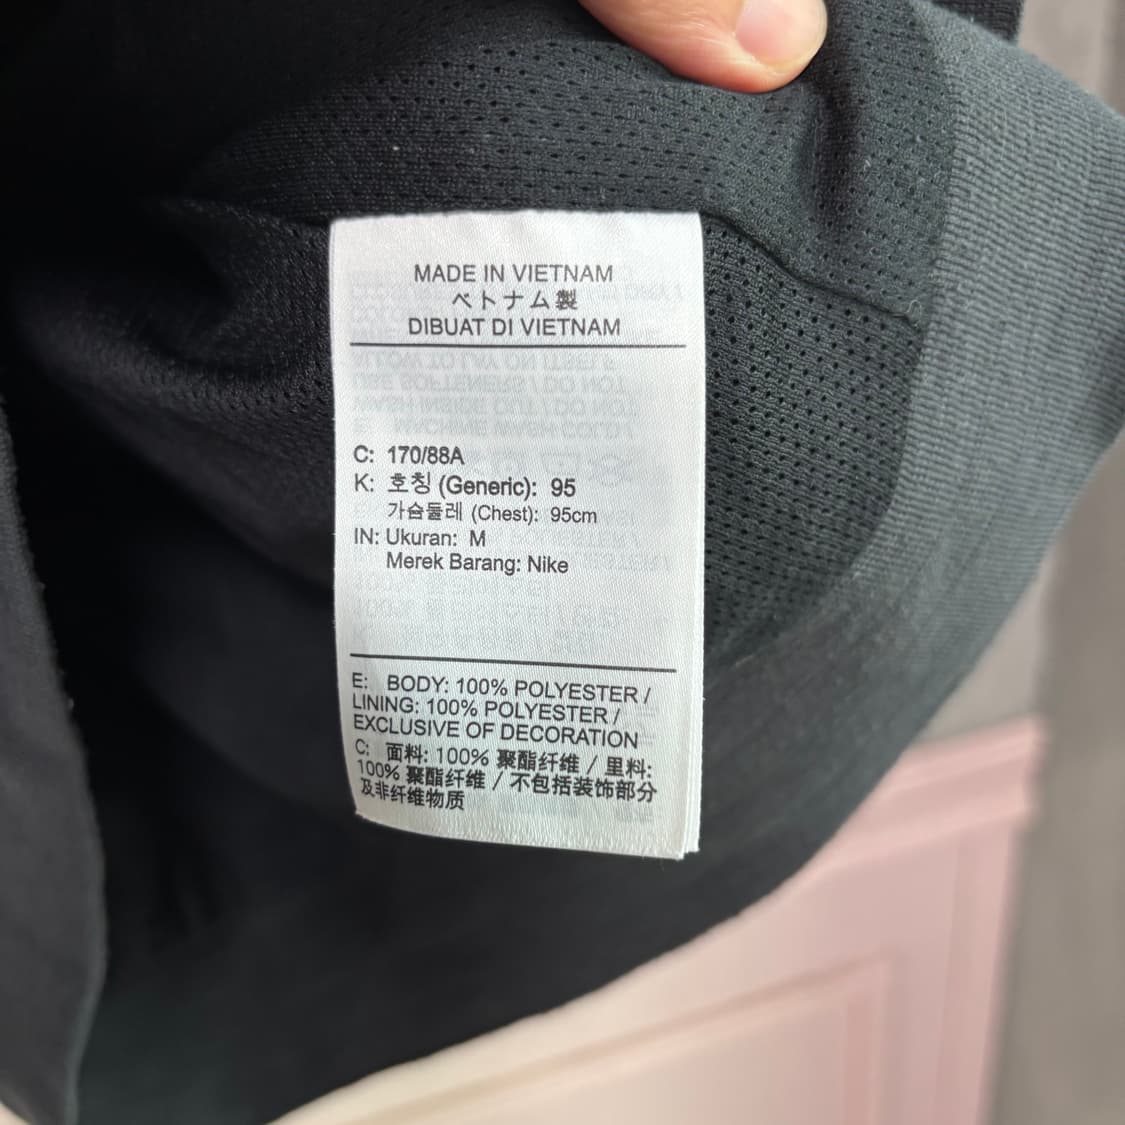 MADE IN VIETNAM
ベトナム製
DIBUAT DI VIETNAM
C: 170/88A
K: 호칭 (Generic): 95
가슴둘레 (Chest): 95cm
IN: Ukuran: M
Merek Barang: Nike
E: BODY: 100% POLYESTER /
LINING: 100% POLYESTER /
EXCLUSIVE OF DECORATION
C: 面料: 100% 聚酯纤维 / 里料:
100% 聚酯纤维 / 不包括装饰部分
及非纤维物质